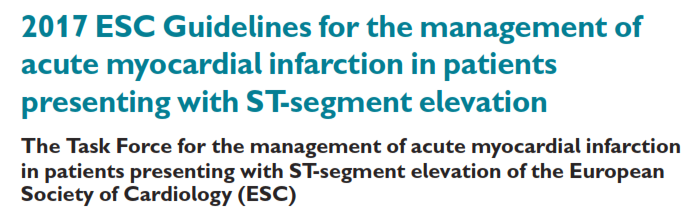 2017 ESC Guidelines for the management of
acute myocardial infarction in patients
presenting with ST-segment elevation
The Task Force for the management of acute myocardial infarction
in patients presenting with ST-segment elevation of the European
Society of Cardiology (ESC)